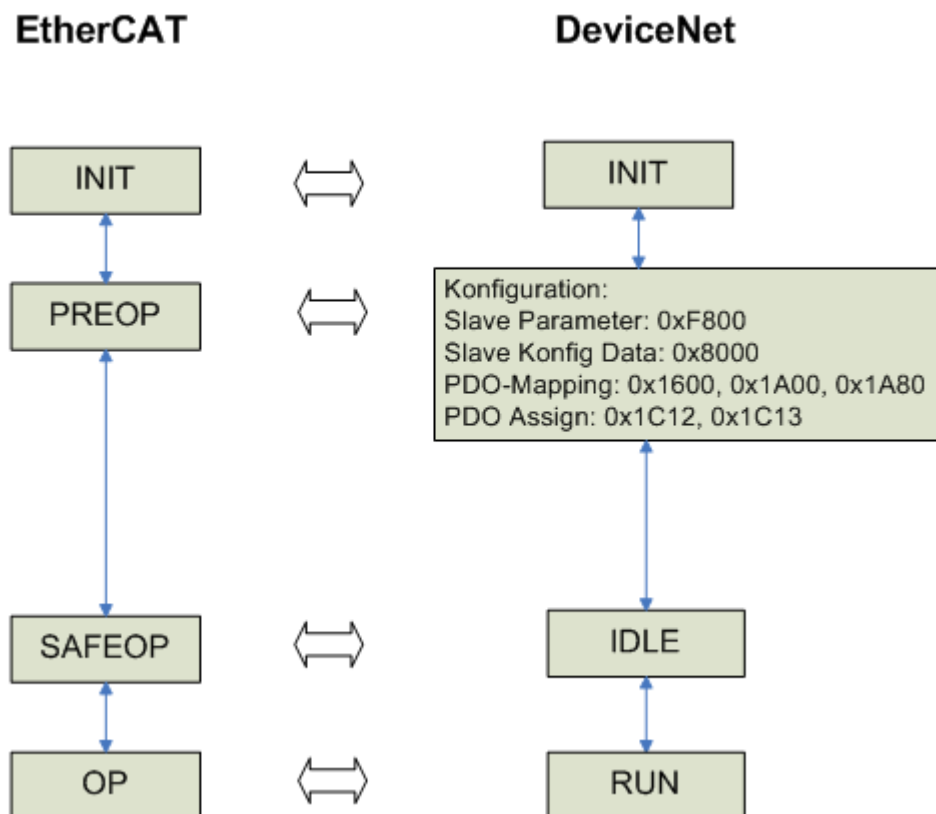 EtherCAT
DeviceNet
INIT
INIT
PREOP
Konfiguration:
Slave Parameter: 0xF800
Slave Konfig Data: 0x8000
PDO-Mapping: 0x1600, 0x1A00, 0x1A80
PDO Assign: 0x1C12, 0x1C13
SAFEOP
IDLE
OP
RUN